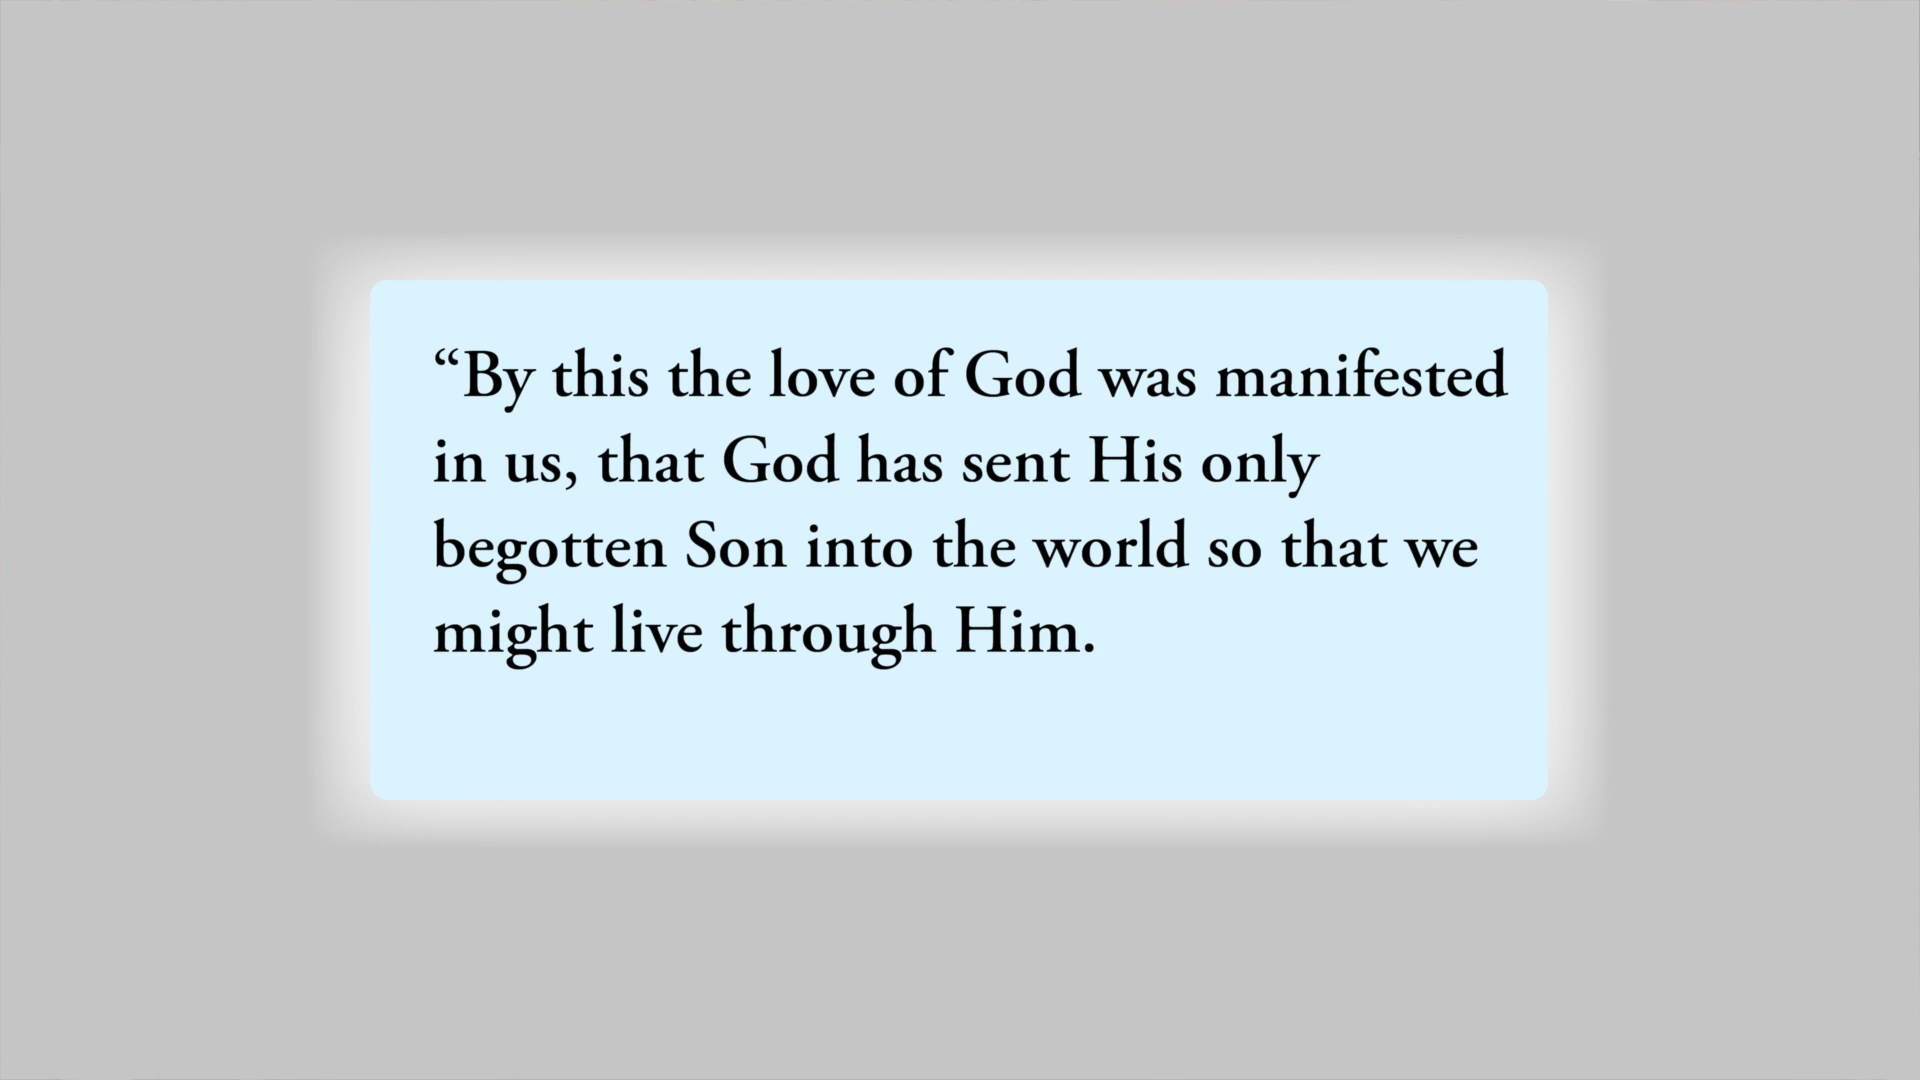 “By this the love of God was manifested
in us, that God has sent His only
begotten Son into the world so that we
might live through Him.